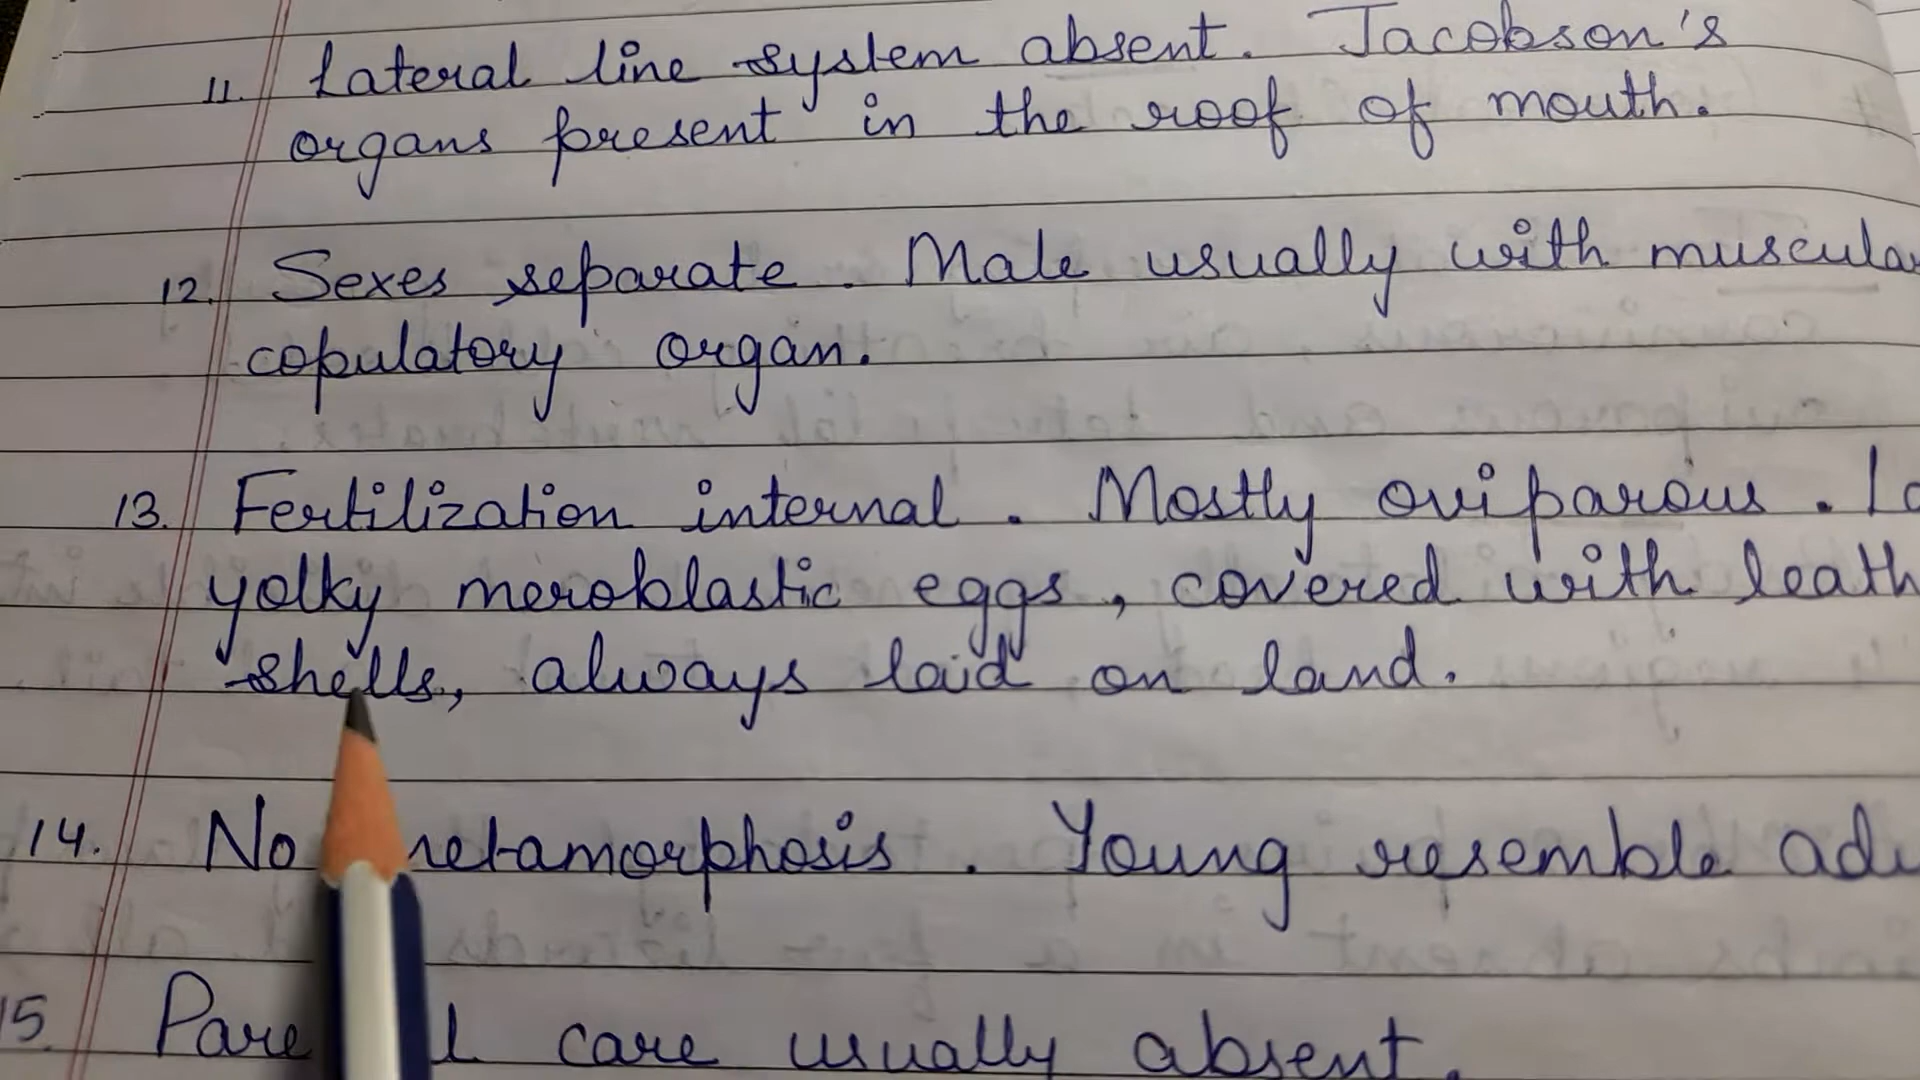 11. Lateral line system absent. Jacobson's
organs present in the roof of mouth.
12. Sexes separate. Male usually with
copulatory organ.
13. Fertilization internal. Mostly oviparous.
yolky meroblastic eggs, covered with
shells, always laid on land.
14. No Young resemble
15. care usually absent.